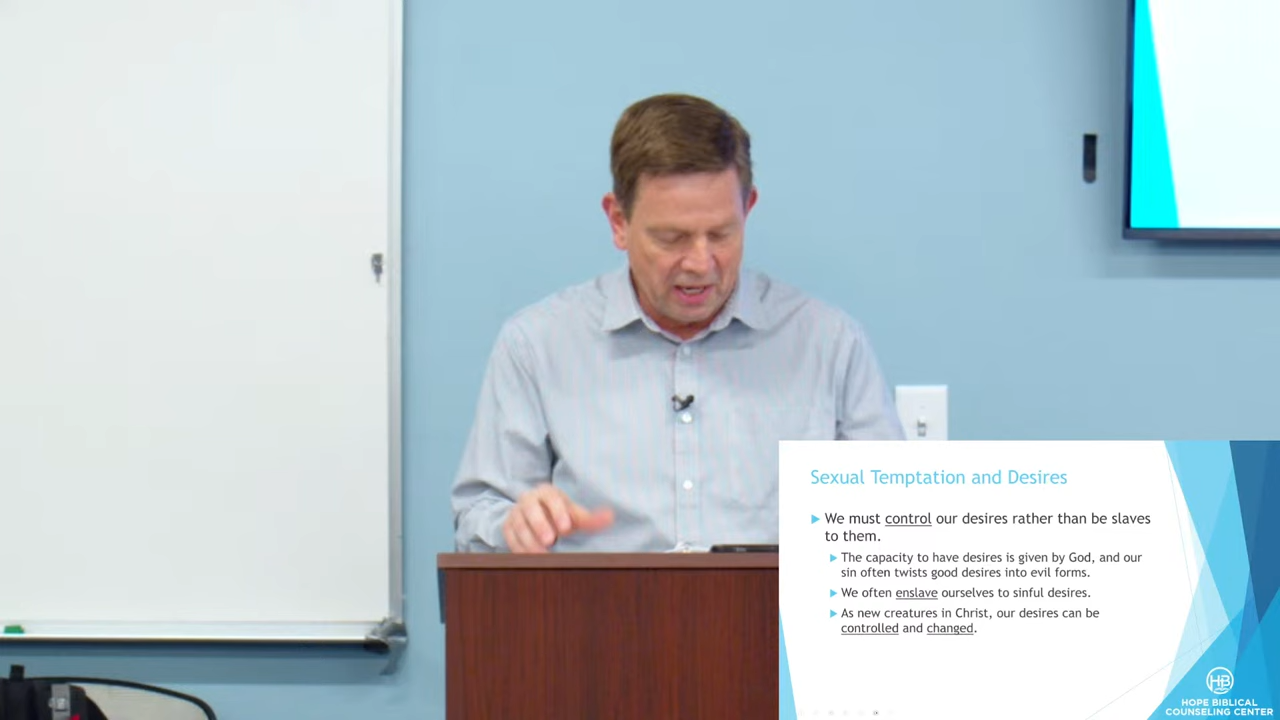 Sexual Temptation and Desires
We must control our desires rather than be slaves
to them.
The capacity to have desires is given by God, and our
sin often twists good desires into evil forms.
We often enslave ourselves to sinful desires.
As new creatures in Christ, our desires can be
controlled and changed.
HB
HOPE BIBLICAL
COUNSELING CENTER